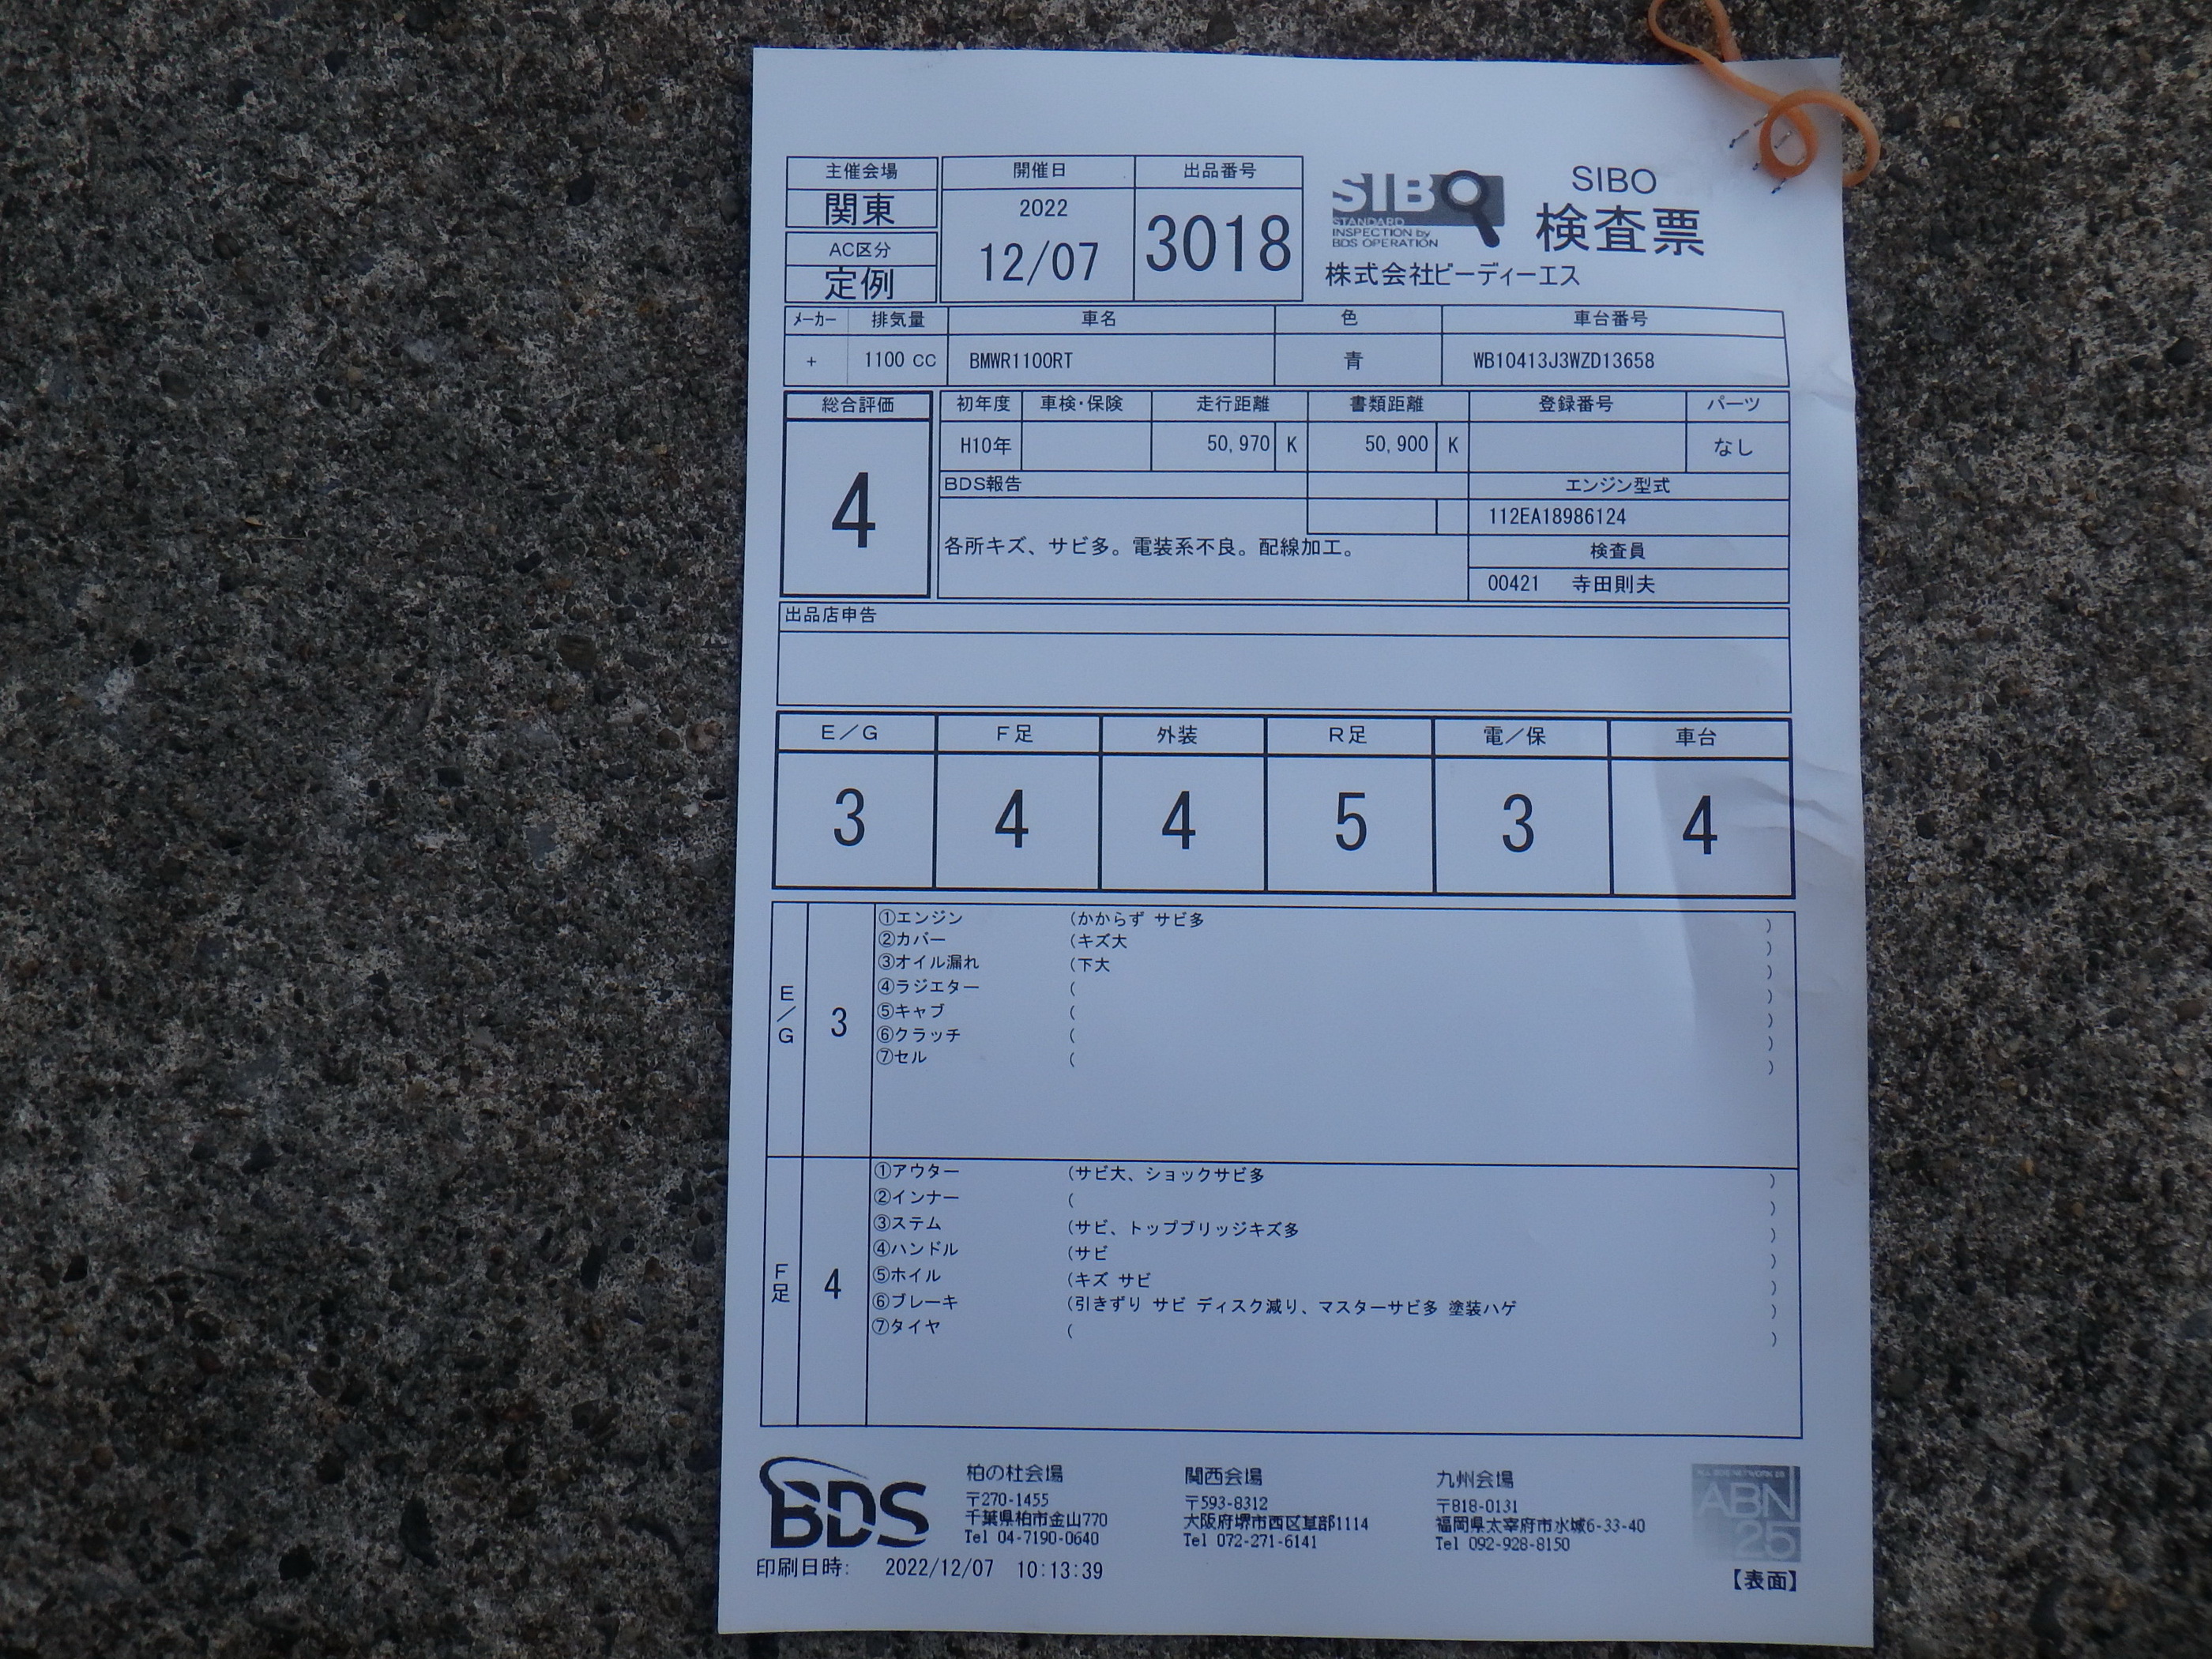 主催会場 開催日 出品番号
関東 2022 12/07 3018
AC区分
定例
SIBO
STANDARD
INSPECTION by
BDS OPERATION
SIBO
検査票
株式会社ビーディーエス
メーカー 排気量 車名 色 車台番号
+ 1100 cc BMWR1100RT 青 WB10413J3WZD13658
総合評価 初年度 車検・保険 走行距離 書類距離 登録番号 パーツ
4 H10年 50,970 K 50,900 K なし
BDS報告 エンジン型式
112EA18986124
各所キズ、サビ多。電装系不良。配線加工。 検査員
00421 寺田則夫
出品店申告
E/G F足 外装 R足 電/保 車台
3 4 4 5 3 4
E/G 3
①エンジン (かからず サビ多 )
②カバー (キズ大 )
③オイル漏れ (下大 )
④ラジエター ( )
⑤キャブ ( )
⑥クラッチ ( )
⑦セル ( )
F足 4
①アウター (サビ大、ショックサビ多 )
②インナー ( )
③ステム (サビ、トップブリッジキズ多 )
④ハンドル (サビ )
⑤ホイル (キズ サビ )
⑥ブレーキ (引きずり サビ ディスク減り、マスターサビ多 塗装ハゲ )
⑦タイヤ ( )
BDS
柏の杜会場
〒270-1455
千葉県柏市金山770
Tel 04-7190-0640
関西会場
〒593-8312
大阪府堺市西区草部1114
Tel 072-271-6141
九州会場
〒818-0131
福岡県太宰府市水城6-33-40
Tel 092-928-8150
ABN
25
印刷日時: 2022/12/07 10:13:39
【表面】